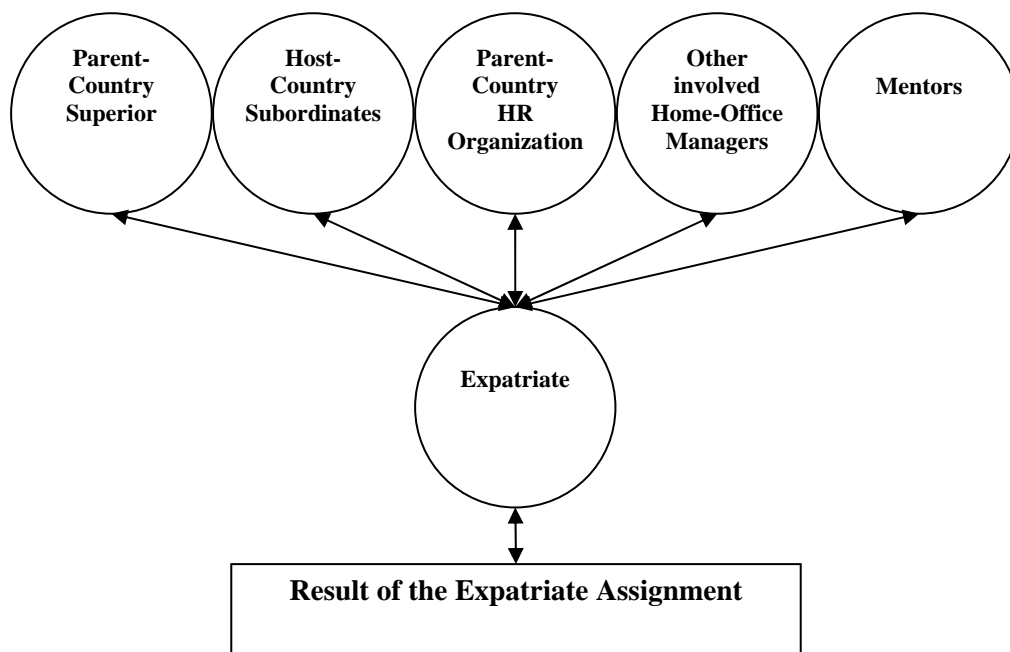 Parent-
Country
Superior
Host-
Country
Subordinates
Parent-
Country
HR
Organization
Other
involved
Home-Office
Managers
Mentors
Expatriate
Result of the Expatriate Assignment